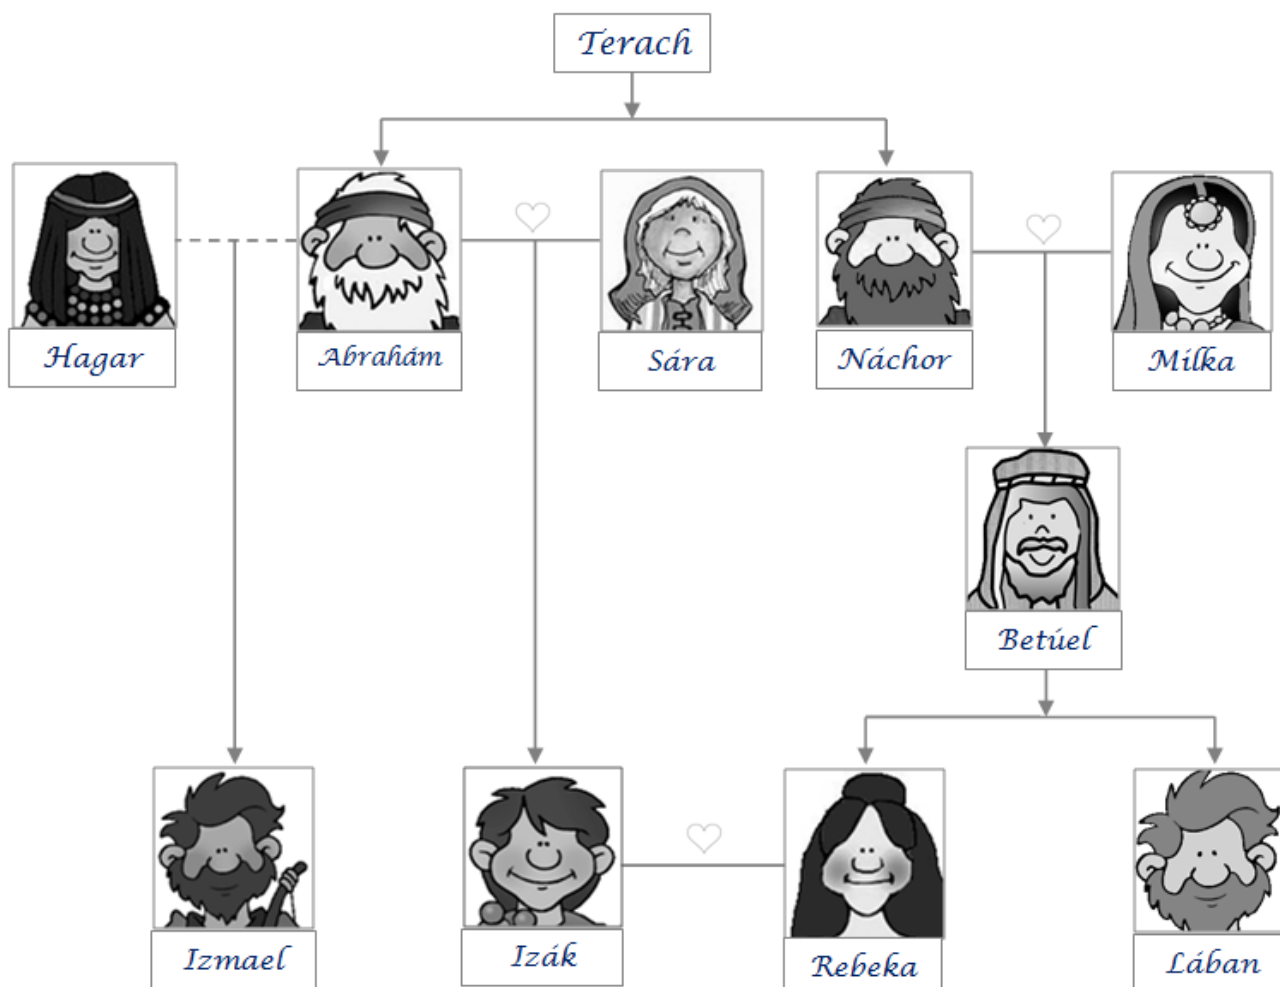 Terach
Hagar
Abrahám
Sára
Náchor
Milka
Betúel
Izmael
Izák
Rebeka
Lában